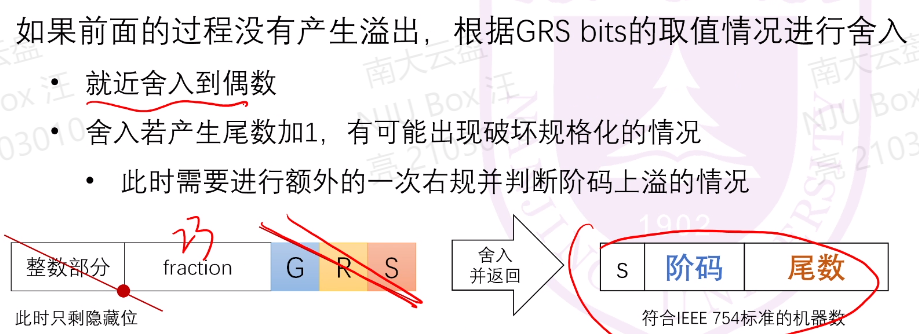 如果前面的过程没有产生溢出，根据GRS bits的取值情况进行舍入
• 就近舍入到偶数
• 舍入若产生尾数加1，有可能出现破坏规格化的情况
• 此时需要进行额外的一次右规并判断阶码上溢的情况
23
整数部分 fraction G R S 舍入 s 阶码 尾数
并返回
此时只剩隐藏位 符合IEEE 754标准的机器数
南大云盘
NJU Box 汪
亮 21030
1902